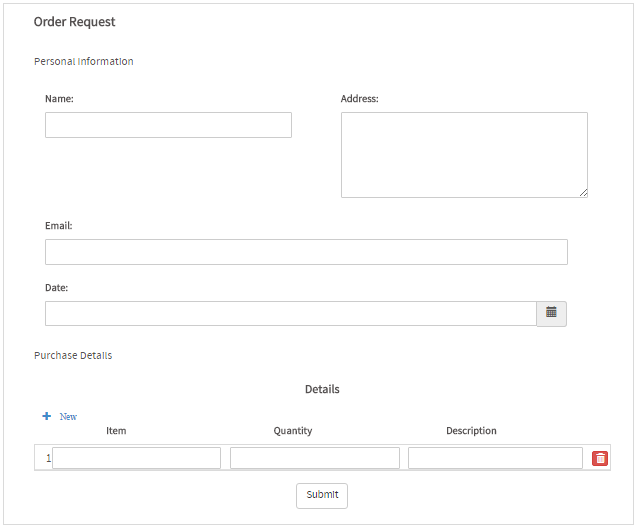 Order Request
Personal Information
Name:
Address:
Email:
Date:
Purchase Details
Details
New
Item Quantity Description
1
Submit